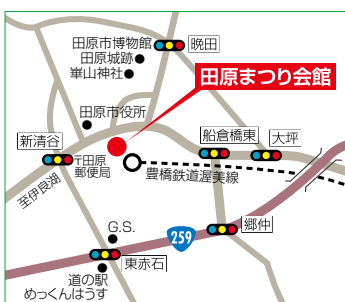 田原市博物館
晩田
田原城跡
崋山神社
田原まつり会館
田原市役所
船倉橋東
大坪
新清谷
〒田原
郵便局
豊橋鉄道渥美線
至伊良湖
259
郷仲
G.S.
東赤石
道の駅
めっくんはうす